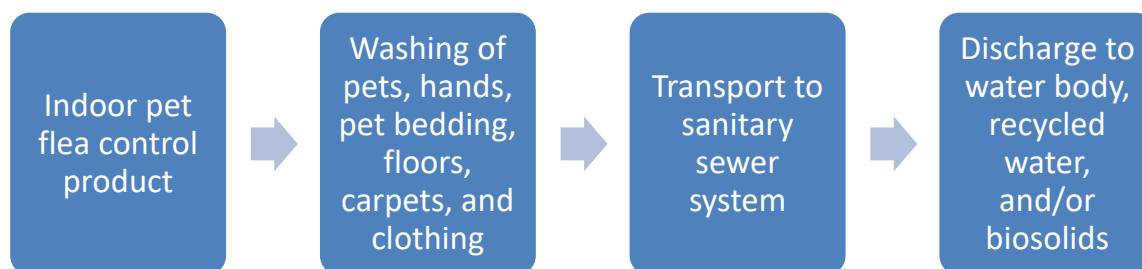 Indoor pet
flea control
product
Washing of
pets, hands,
pet bedding,
floors,
carpets, and
clothing
Transport to
sanitary
sewer
system
Discharge to
water body,
recycled
water,
and/or
biosolids